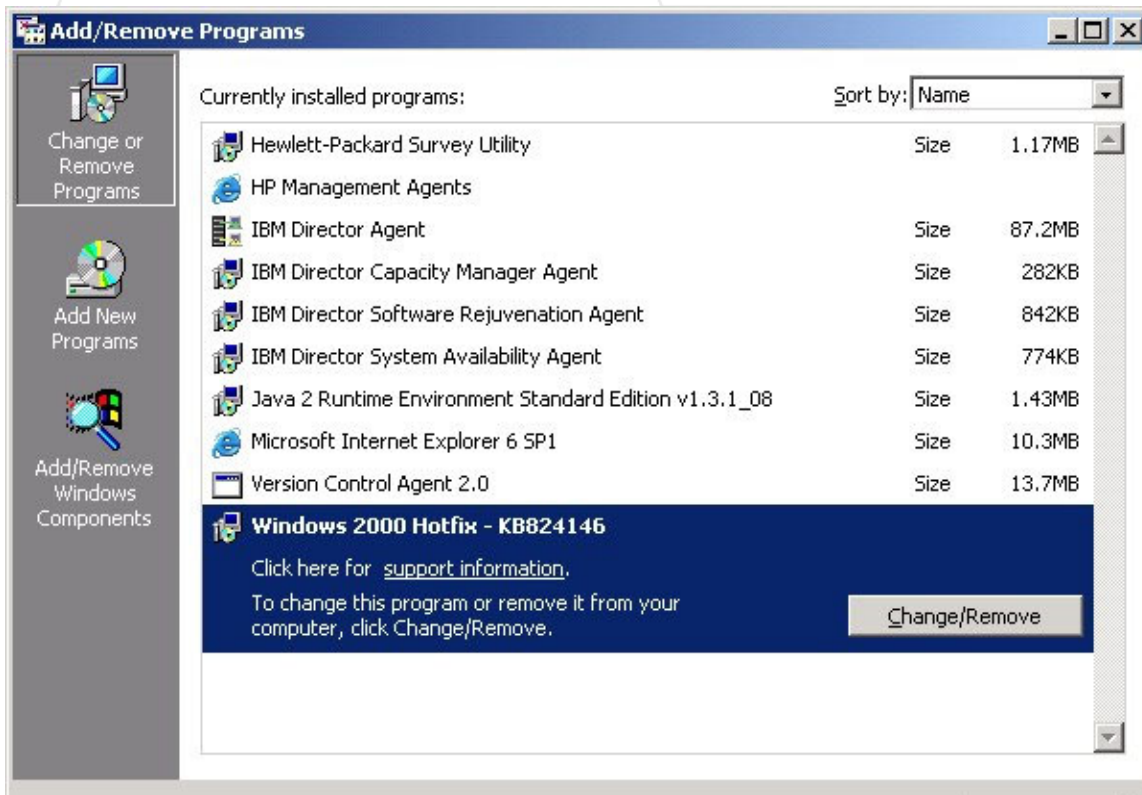 Add/Remove Programs
Change or
Remove
Programs
Add New
Programs
Add/Remove
Windows
Components
Currently installed programs:
Sort by: Name
Hewlett-Packard Survey Utility Size 1.17MB
HP Management Agents
IBM Director Agent Size 87.2MB
IBM Director Capacity Manager Agent Size 282KB
IBM Director Software Rejuvenation Agent Size 842KB
IBM Director System Availability Agent Size 774KB
Java 2 Runtime Environment Standard Edition v1.3.1_08 Size 1.43MB
Microsoft Internet Explorer 6 SP1 Size 10.3MB
Version Control Agent 2.0 Size 13.7MB
Windows 2000 Hotfix - KB824146
Click here for support information.
To change this program or remove it from your
computer, click Change/Remove.
Change/Remove